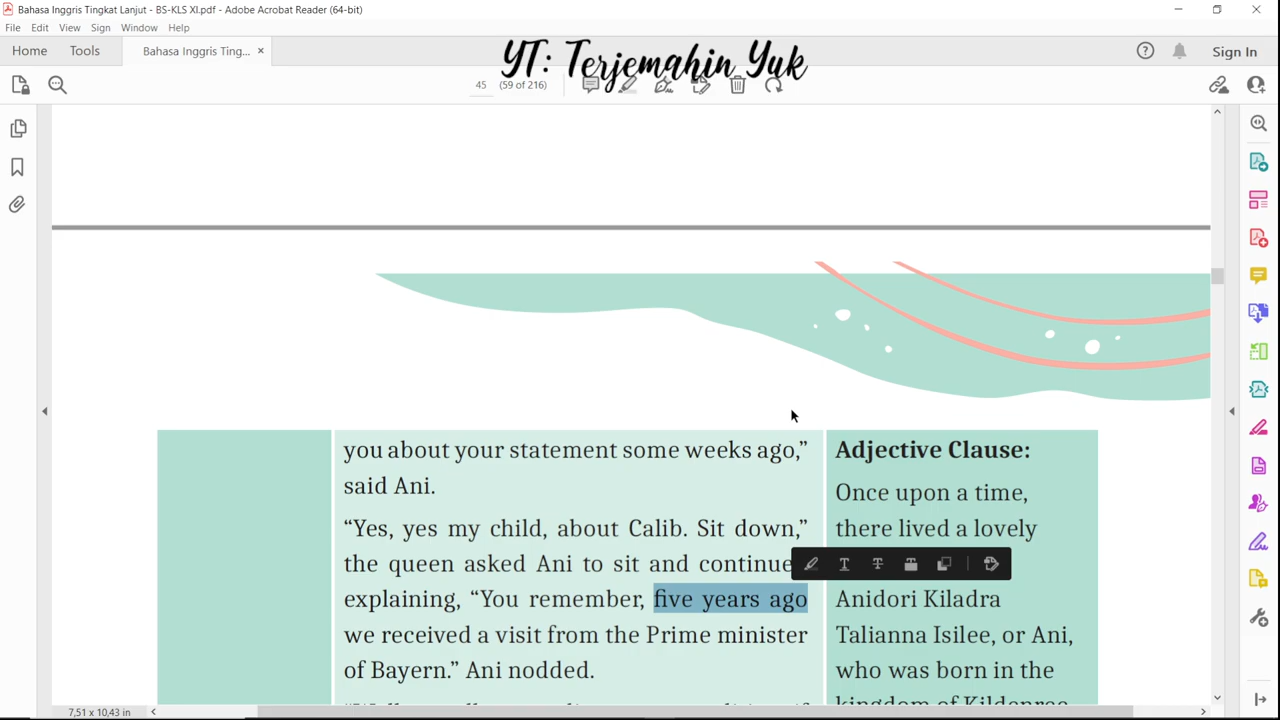 Bahasa Inggris Tingkat Lanjut - BS-KLS XI.pdf - Adobe Acrobat Reader (64-bit)
File Edit View Sign Window Help
Home Tools Bahasa Inggris Ting... × Sign In
YT: Terjemahin Yuk
45 (59 of 216)
you about your statement some weeks ago,”
said Ani.
“Yes, yes my child, about Calib. Sit down,”
the queen asked Ani to sit and continue
explaining, “You remember, five years ago
we received a visit from the Prime minister
of Bayern.” Ani nodded.
Adjective Clause:
Once upon a time,
there lived a lovely
Anidori Kiladra
Talianna Isilee, or Ani,
who was born in the
kingdom of Kildenree
7,51 x 10,43 in